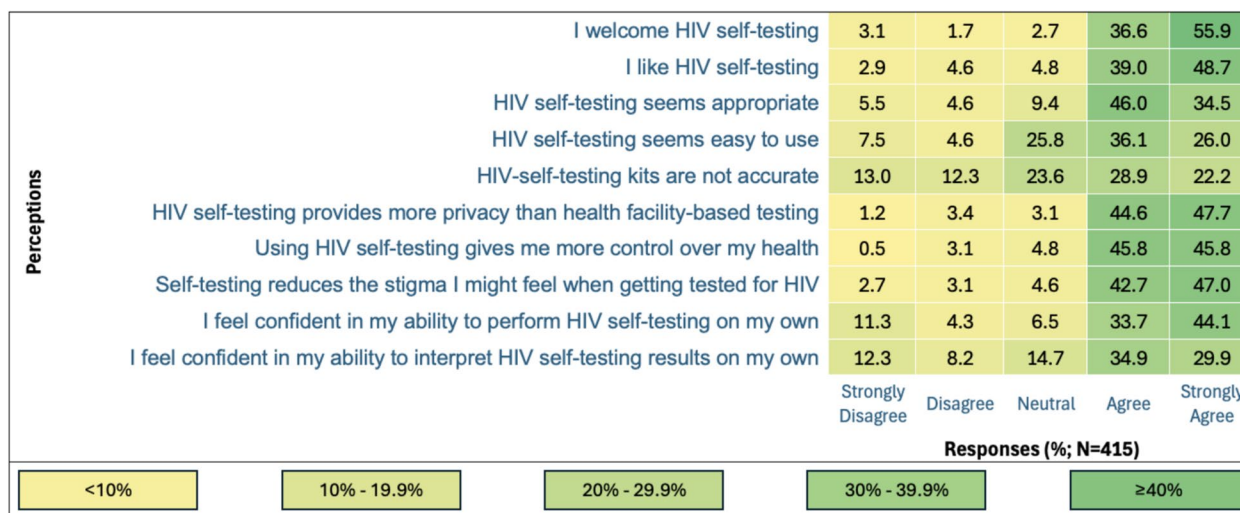 I welcome HIV self-testing 3.1 1.7 2.7 36.6 55.9
I like HIV self-testing 2.9 4.6 4.8 39.0 48.7
HIV self-testing seems appropriate 5.5 4.6 9.4 46.0 34.5
HIV self-testing seems easy to use 7.5 4.6 25.8 36.1 26.0
HIV-self-testing kits are not accurate 13.0 12.3 23.6 28.9 22.2
HIV self-testing provides more privacy than health facility-based testing 1.2 3.4 3.1 44.6 47.7
Using HIV self-testing gives me more control over my health 0.5 3.1 4.8 45.8 45.8
Self-testing reduces the stigma I might feel when getting tested for HIV 2.7 3.1 4.6 42.7 47.0
I feel confident in my ability to perform HIV self-testing on my own 11.3 4.3 6.5 33.7 44.1
I feel confident in my ability to interpret HIV self-testing results on my own 12.3 8.2 14.7 34.9 29.9
Perceptions
Strongly Disagree Disagree Neutral Agree Strongly Agree
Responses (%; N=415)
<10% 10% - 19.9% 20% - 29.9% 30% - 39.9% ≥40%